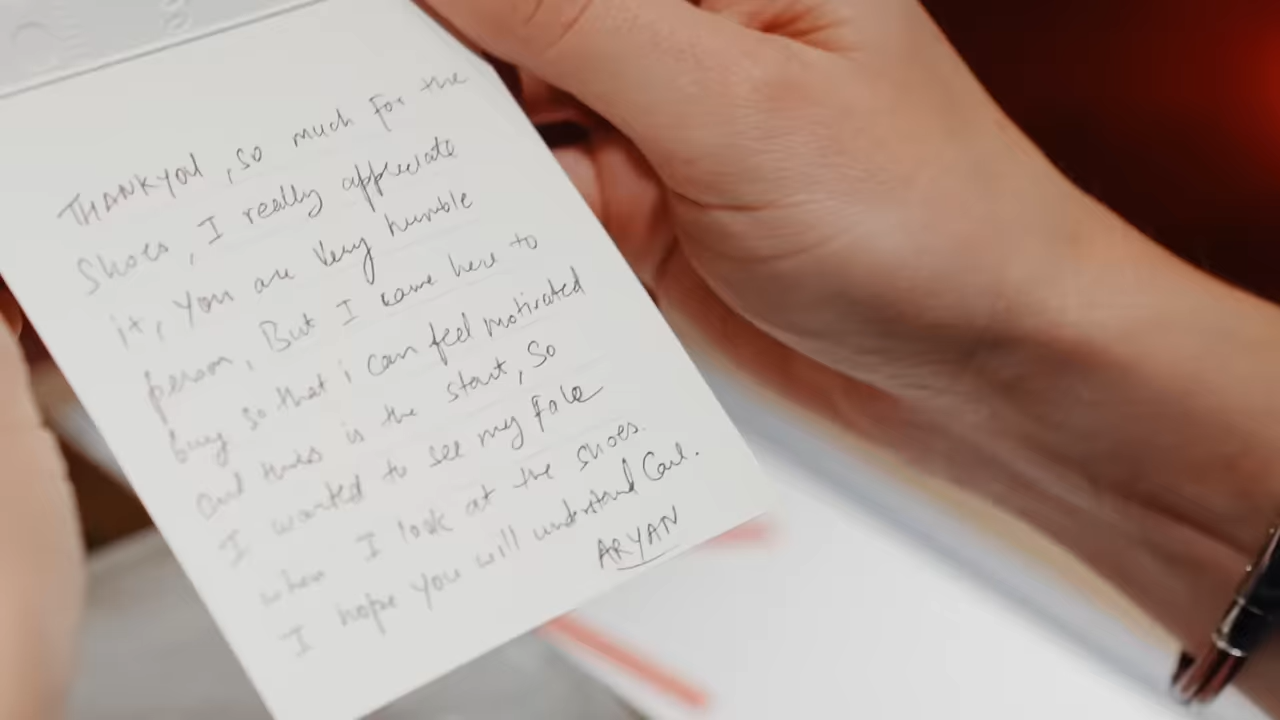 THANKYOU, so much for the
shoes, I really appreciate
it, You are very humble
person, But I came here to
buy so that i can feel motivated
and this is the start, So
I wanted to see my face
when I look at the shoes.
I hope you will understand Carl.
ARYAN